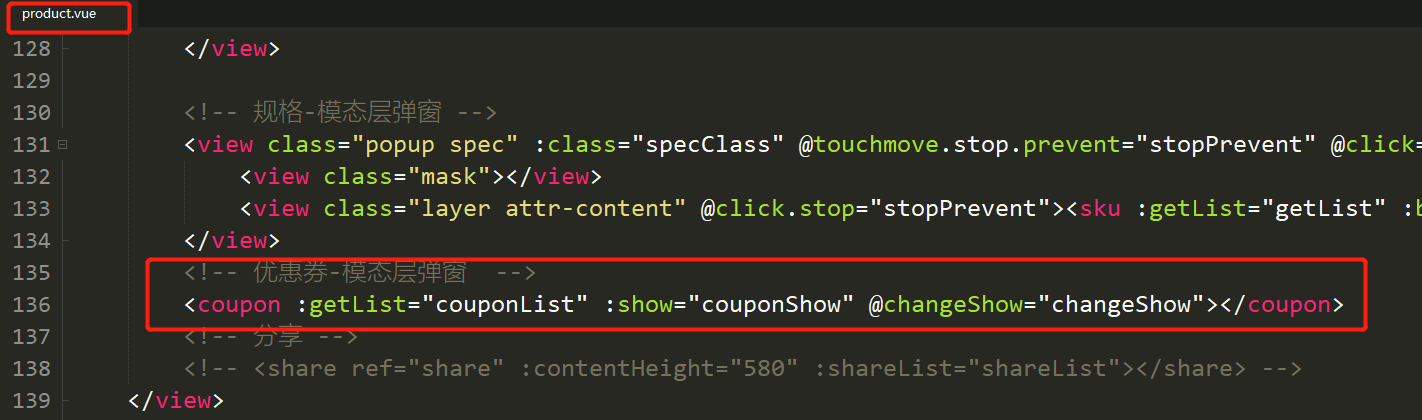 product.vue
128 </view>
129
130 <!-- 规格-模态层弹窗 -->
131 <view class="popup spec" :class="specClass" @touchmove.stop.prevent="stopPrevent" @click=
132 <view class="mask"></view>
133 <view class="layer attr-content" @click.stop="stopPrevent"><sku :getList="getList" :b
134 </view>
135 <!-- 优惠券-模态层弹窗  -->
136 <coupon :getList="couponList" :show="couponShow" @changeShow="changeShow"></coupon>
137 <!-- 分享 -->
138 <!-- <share ref="share" :contentHeight="580" :shareList="shareList"></share> -->
139 </view>